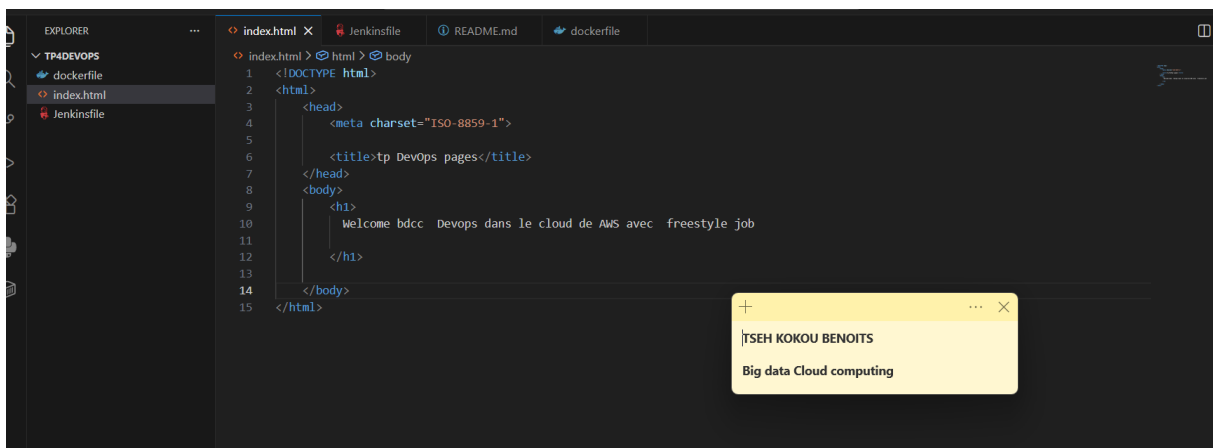 EXPLORER ...
index.html Jenkinsfile README.md dockerfile
TP4DEVOPS
dockerfile
index.html
Jenkinsfile
index.html > html > body
1 <!DOCTYPE html>
2 <html>
3 <head>
4 <meta charset="ISO-8859-1">
5
6 <title>tp DevOps pages</title>
7 </head>
8 <body>
9 <h1>
10 Welcome bdcc  Devops dans le cloud de AWS avec  freestyle job
11
12 </h1>
13
14 </body>
15 </html>
TSEH KOKOU BENOITS
Big data Cloud computing